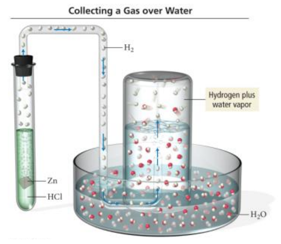 Collecting a Gas over Water
H₂
Hydrogen plus
water vapor
Zn
HCl
H₂O